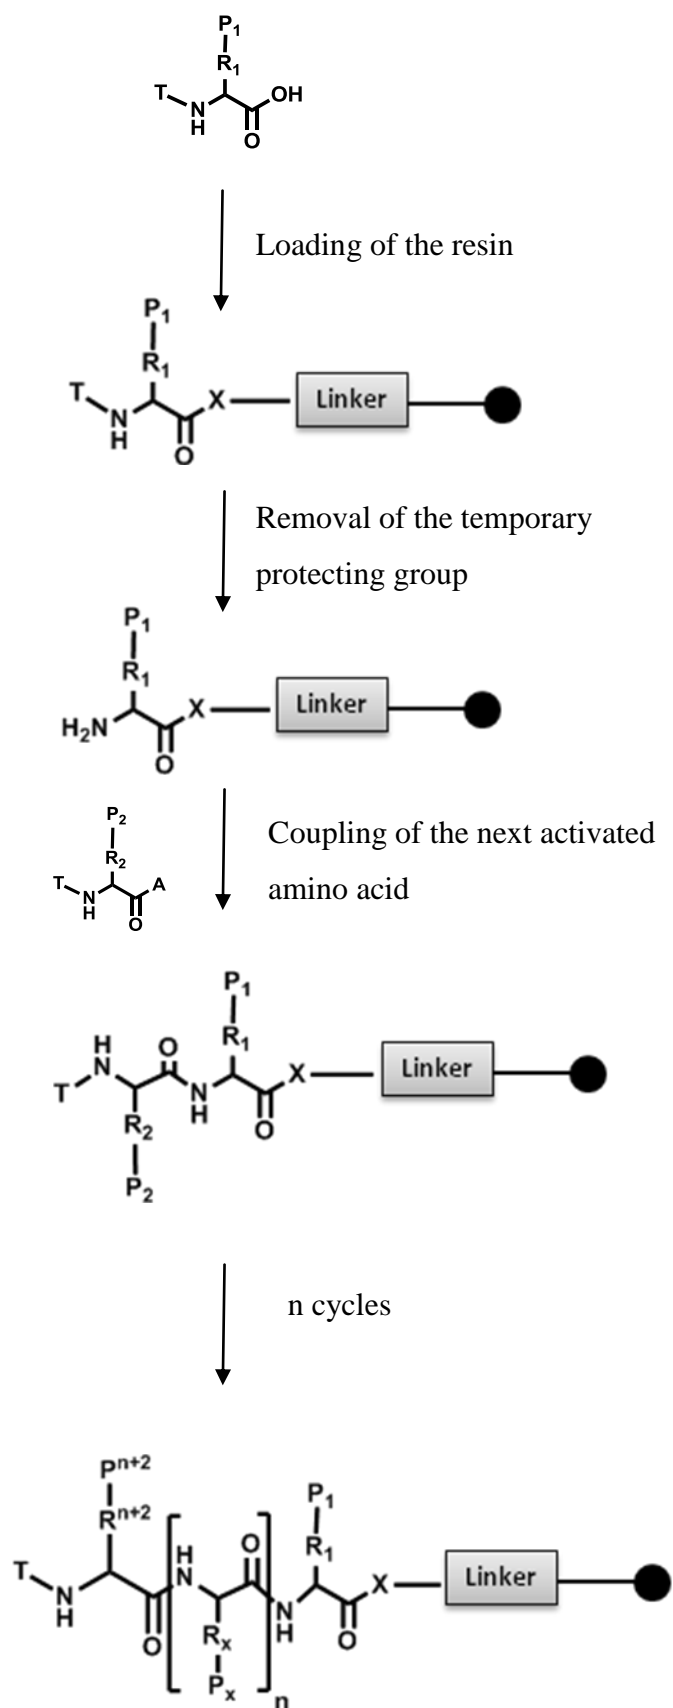 P1
R1
T N OH
H O
Loading of the resin
P1
R1
T N X Linker
H O
Removal of the temporary
protecting group
P1
R1
H2N X Linker
O
P2
R2
T N A
H O
Coupling of the next activated
amino acid
P1
H O R1
N X Linker
T N
R2 H O
P2
n cycles
Pn+2
P1
Rn+2
H O R1
T N X Linker
N N
H O Rx H O
Px
n